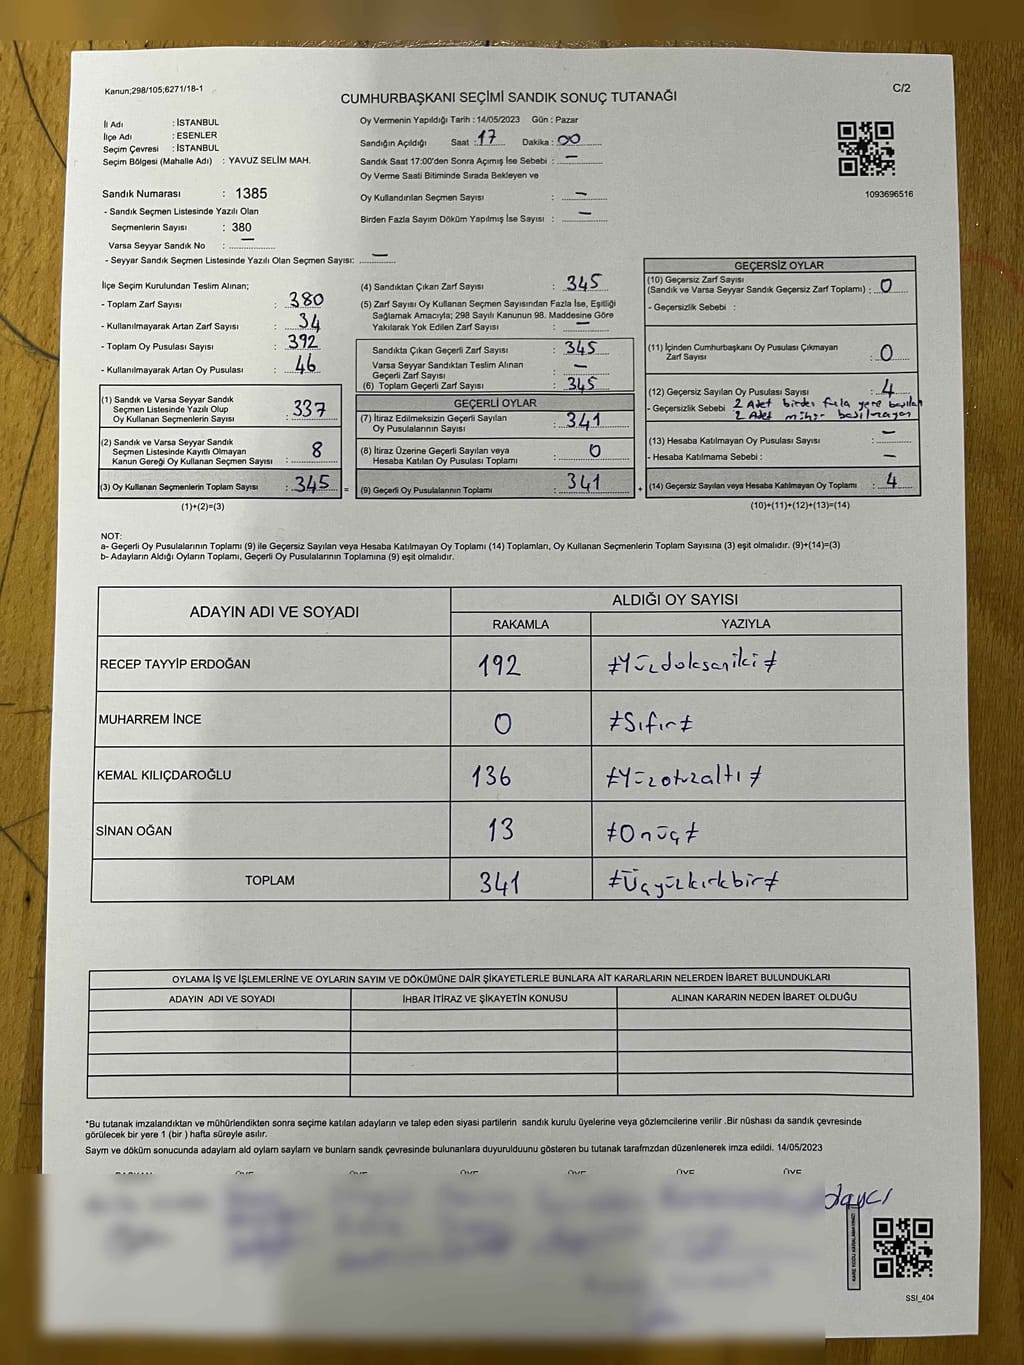 Kanun;298/105;6271/18-1
C/2
CUMHURBAŞKANI SEÇİMİ SANDIK SONUÇ TUTANAĞI
İl Adı : İSTANBUL
İlçe Adı : ESENLER
Seçim Çevresi : İSTANBUL
Seçim Bölgesi (Mahalle Adı) : YAVUZ SELİM MAH.
Sandık Numarası : 1385
- Sandık Seçmen Listesinde Yazılı Olan
Seçmenlerin Sayısı : 380
Varsa Seyyar Sandık No : —
- Seyyar Sandık Seçmen Listesinde Yazılı Olan Seçmen Sayısı: —
Oy Vermenin Yapıldığı Tarih : 14/05/2023 Gün : Pazar
Sandığın Açıldığı Saat : 17 Dakika : 00
Sandık Saat 17:00'den Sonra Açımış İse Sebebi : —
Oy Verme Saati Bitiminde Sırada Bekleyen ve
Oy Kullandırılan Seçmen Sayısı : —
Birden Fazla Sayım Döküm Yapılmış İse Sayısı : —
1093696516
İlçe Seçim Kurulundan Teslim Alınan;
- Toplam Zarf Sayısı : 380
- Kullanılmayarak Artan Zarf Sayısı : 34
- Toplam Oy Pusulası Sayısı : 392
- Kullanılmayarak Artan Oy Pusulası : 46
(1) Sandık ve Varsa Seyyar Sandık
Seçmen Listesinde Yazılı Olup
Oy Kullanan Seçmenlerin Sayısı : 337
(2) Sandık ve Varsa Seyyar Sandık
Seçmen Listesinde Kayıtlı Olmayan
Kanun Gereği Oy Kullanan Seçmen Sayısı : 8
(3) Oy Kullanan Seçmenlerin Toplam Sayısı : 345 =
(1)+(2)=(3)
(4) Sandıktan Çıkan Zarf Sayısı : 345
(5) Zarf Sayısı Oy Kullanan Seçmen Sayısından Fazla İse, Eşitliği
Sağlamak Amacıyla; 298 Sayılı Kanunun 98. Maddesine Göre
Yakılarak Yok Edilen Zarf Sayısı : —
Sandıkta Çıkan Geçerli Zarf Sayısı : 345
Varsa Seyyar Sandıktan Teslim Alınan
Geçerli Zarf Sayısı : —
(6) Toplam Geçerli Zarf Sayısı : 345
GEÇERLİ OYLAR
(7) İtiraz Edilmeksizin Geçerli Sayılan
Oy Pusulalarının Sayısı : 341
(8) İtiraz Üzerine Geçerli Sayılan veya
Hesaba Katılan Oy Pusulası Toplamı : 0
(9) Geçerli Oy Pusulalarının Toplamı : 341 +
GEÇERSİZ OYLAR
(10) Geçersiz Zarf Sayısı
(Sandık ve Varsa Seyyar Sandık Geçersiz Zarf Toplamı) : 0
- Geçersizlik Sebebi :
(11) İçinden Cumhurbaşkanı Oy Pusulası Çıkmayan
Zarf Sayısı : 0
(12) Geçersiz Sayılan Oy Pusulası Sayısı : 4
- Geçersizlik Sebebi 2 Adet birden fazla yere basılan
2 Adet mühür basılmayan
(13) Hesaba Katılmayan Oy Pusulası Sayısı : —
- Hesaba Katılmama Sebebi : —
(14) Geçersiz Sayılan veya Hesaba Katılmayan Oy Toplamı : 4
(10)+(11)+(12)+(13)=(14)
NOT:
a- Geçerli Oy Pusulalarının Toplamı (9) ile Geçersiz Sayılan veya Hesaba Katılmayan Oy Toplamı (14) Toplamları, Oy Kullanan Seçmenlerin Toplam Sayısına (3) eşit olmalıdır. (9)+(14)=(3)
b- Adayların Aldığı Oyların Toplamı, Geçerli Oy Pusulalarının Toplamına (9) eşit olmalıdır.
ADAYIN ADI VE SOYADI ALDIĞI OY SAYISI
RAKAMLA YAZIYLA
RECEP TAYYİP ERDOĞAN 192 ≠Yüzdoksaniki≠
MUHARREM İNCE 0 ≠Sıfır≠
KEMAL KILIÇDAROĞLU 136 ≠Yüzotuzaltı≠
SİNAN OĞAN 13 ≠Onüç≠
TOPLAM 341 ≠Üçyüzkırkbir≠
OYLAMA İŞ VE İŞLEMLERİNE VE OYLARIN SAYIM VE DÖKÜMÜNE DAİR ŞİKAYETLERLE BUNLARA AİT KARARLARIN NELERDEN İBARET BULUNDUKLARI
ADAYIN ADI VE SOYADI İHBAR İTİRAZ VE ŞİKAYETİN KONUSU ALINAN KARARIN NEDEN İBARET OLDUĞU
*Bu tutanak imzalandıktan ve mühürlendikten sonra seçime katılan adayların ve talep eden siyasi partilerin sandık kurulu üyelerine veya gözlemcilerine verilir .Bir nüshası da sandık çevresinde
görülecek bir yere 1 (bir ) hafta süreyle asılır.
Sayım ve döküm sonucunda adayların ald oyların sayların ve bunların sandk çevresinde bulunanlara duyurulduunu gösteren bu tutanak tarafmzdan düzenlenerek imza edildi. 14/05/2023
KARE KODU KARALAMAYINIZ!
SSI_404